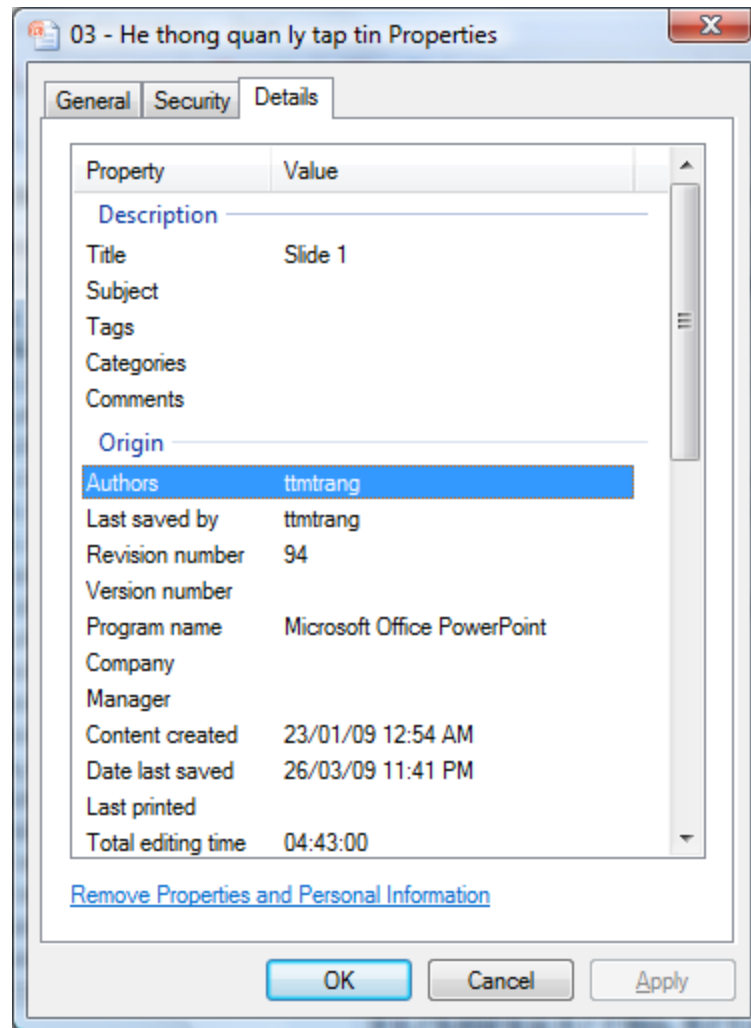 03 - He thong quan ly tap tin Properties
General Security Details
Property Value
Description
Title Slide 1
Subject
Tags
Categories
Comments
Origin
Authors ttmtrang
Last saved by ttmtrang
Revision number 94
Version number
Program name Microsoft Office PowerPoint
Company
Manager
Content created 23/01/09 12:54 AM
Date last saved 26/03/09 11:41 PM
Last printed
Total editing time 04:43:00
Remove Properties and Personal Information
OK Cancel Apply